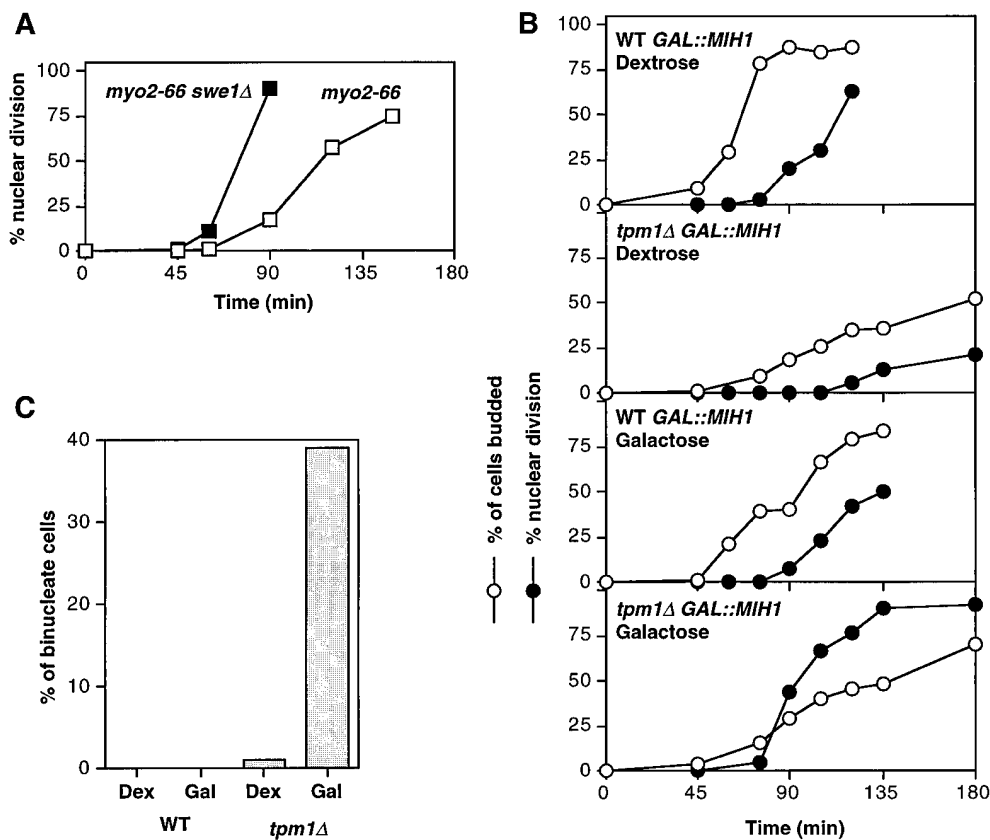 A
100
75
50
25
0
% nuclear division
myo2-66 swe1Δ
myo2-66
0
45
90
135
180
Time (min)
B
WT GAL::MIH1
Dextrose
100
75
50
25
0
tpm1Δ GAL::MIH1
Dextrose
75
50
25
0
WT GAL::MIH1
Galactose
75
50
25
0
tpm1Δ GAL::MIH1
Galactose
75
50
25
0
0
45
90
135
180
Time (min)
% of cells budded
% nuclear division
C
40
30
20
10
0
% of binucleate cells
Dex
Gal
Dex
Gal
WT
tpm1Δ